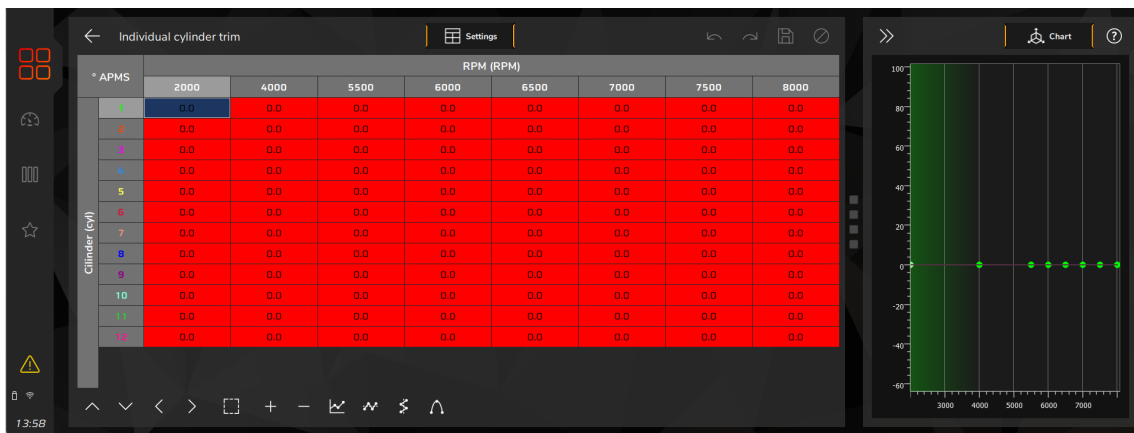 Individual cylinder trim
Settings
Chart
?
° APMS
RPM (RPM)
2000 4000 5500 6000 6500 7000 7500 8000
Cilinder (cyl)
1 0.0 0.0 0.0 0.0 0.0 0.0 0.0 0.0
2 0.0 0.0 0.0 0.0 0.0 0.0 0.0 0.0
3 0.0 0.0 0.0 0.0 0.0 0.0 0.0 0.0
4 0.0 0.0 0.0 0.0 0.0 0.0 0.0 0.0
5 0.0 0.0 0.0 0.0 0.0 0.0 0.0 0.0
6 0.0 0.0 0.0 0.0 0.0 0.0 0.0 0.0
7 0.0 0.0 0.0 0.0 0.0 0.0 0.0 0.0
8 0.0 0.0 0.0 0.0 0.0 0.0 0.0 0.0
9 0.0 0.0 0.0 0.0 0.0 0.0 0.0 0.0
10 0.0 0.0 0.0 0.0 0.0 0.0 0.0 0.0
11 0.0 0.0 0.0 0.0 0.0 0.0 0.0 0.0
12 0.0 0.0 0.0 0.0 0.0 0.0 0.0 0.0
13:58
100
80
60
40
20
0
-20
-40
-60
3000 4000 5000 6000 7000